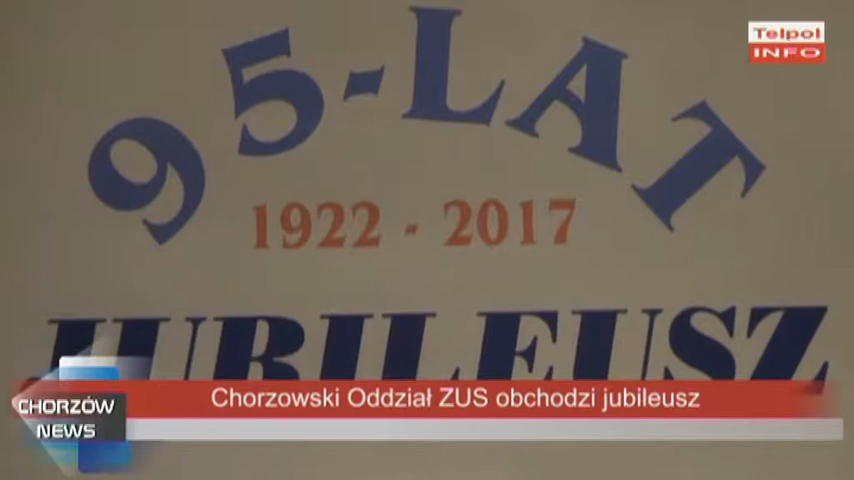 95-LAT
Telpol
INFO
1922 - 2017
JUBILEUSZ
Chorzowski Oddział ZUS obchodzi jubileusz
CHORZÓW
NEWS